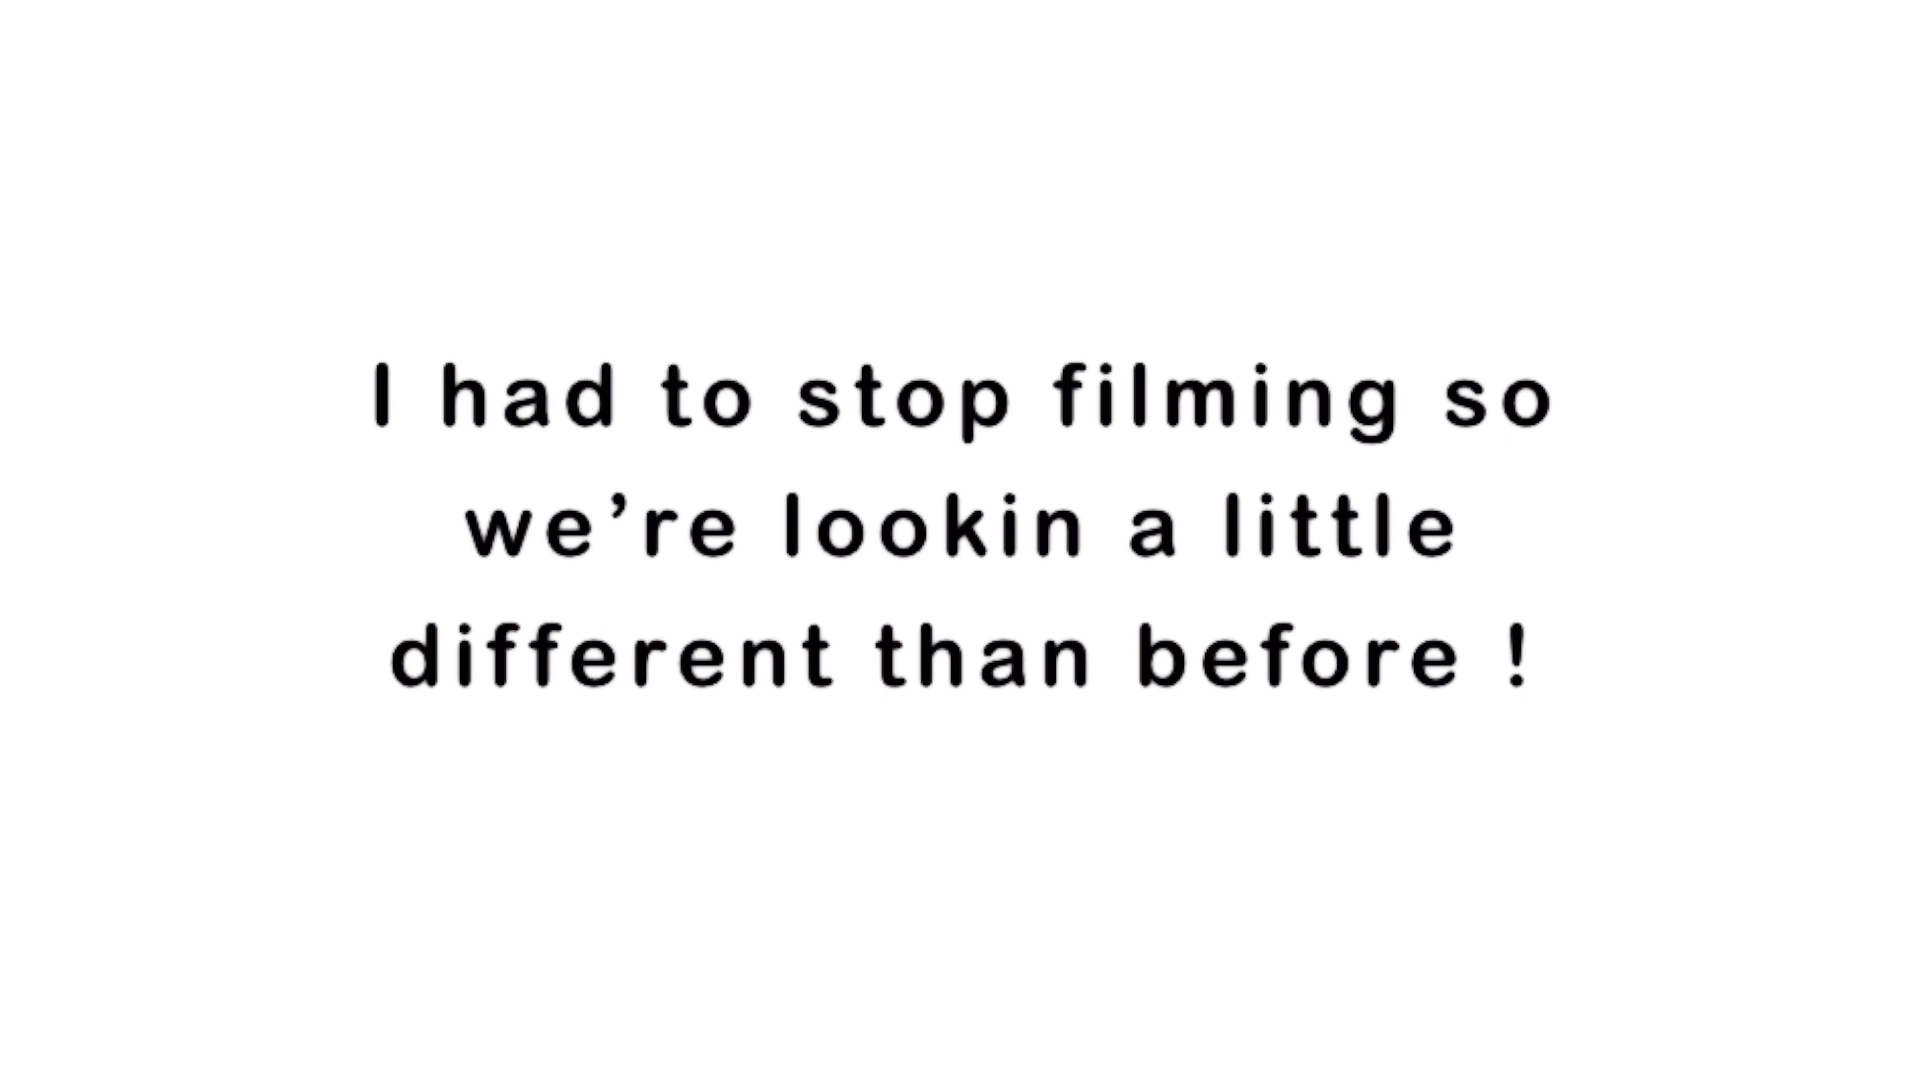 I had to stop filming so
we’re lookin a little
different than before !